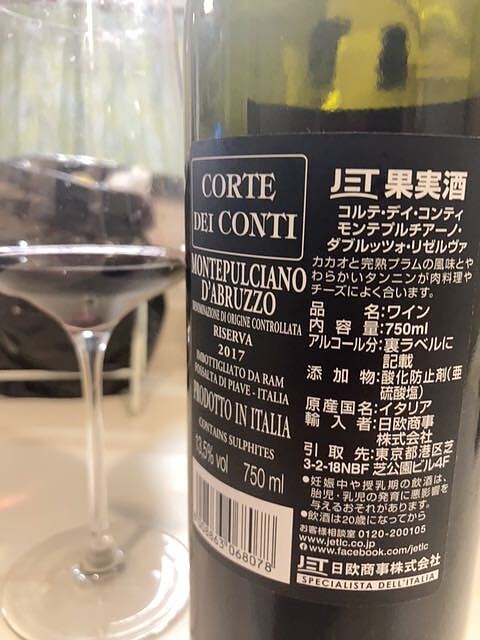 CORTE
DEI CONTI
MONTEPULCIANO
D'ABRUZZO
DENOMINAZIONE DI ORIGINE CONTROLLATA
RISERVA
2017
IMBOTTIGLIATO DA RAM
PONSALTA DI PIAVE - ITALIA
PRODOTTO IN ITALIA
CONTAINS SULPHITES
13,5% vol 750 ml
068078
JET 果実酒
コルテ・ディ・コンティ
モンテプルチアーノ・
ダブルッツォ・リゼルヴァ
カカオと完熟プラムの風味とや
わらかいタンニンが肉料理や
チーズによく合います。
品名:ワイン
内容量:750ml
アルコール分:裏ラベルに
記載
添加物:酸化防止剤(亜
硫酸塩)
原産国名:イタリア
輸入者:日欧商事
株式会社
引取先:東京都港区芝
3-2-18NBF 芝公園ビル4F
●妊娠中や授乳期の飲酒は、
胎児・乳児の発育に悪影響を
与えるおそれがあります。
●飲酒は20歳になってから
お客様相談室 0120-200105
www.jetlc.co.jp
www.facebook.com/jetlc
JET 日欧商事株式会社
SPECIALISTA DELL'ITALIA